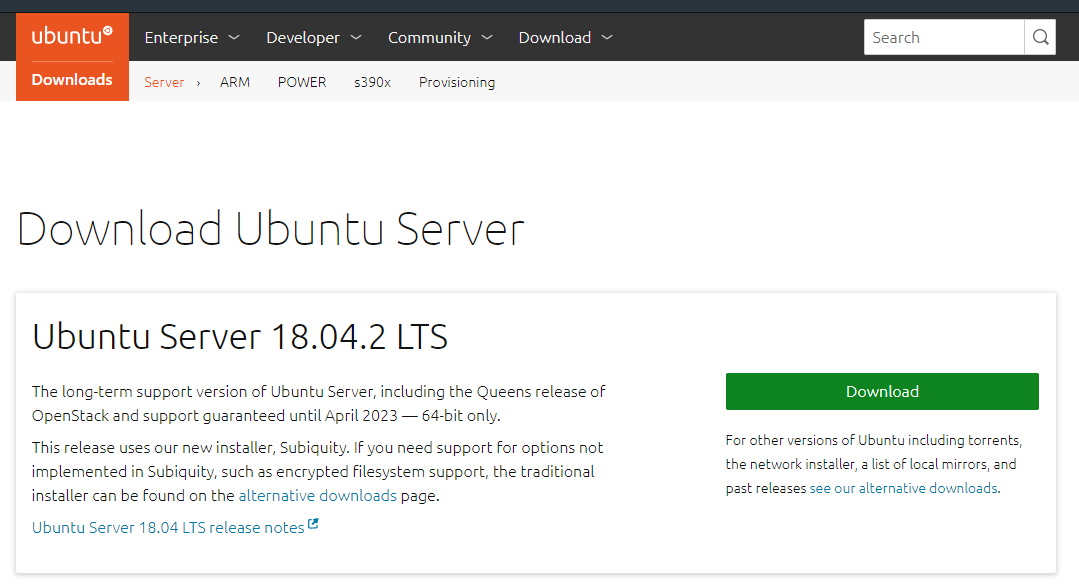 ubuntu®
Enterprise Developer Community Download Search
Downloads Server › ARM POWER s390x Provisioning
Download Ubuntu Server
Ubuntu Server 18.04.2 LTS
The long-term support version of Ubuntu Server, including the Queens release of
OpenStack and support guaranteed until April 2023 — 64-bit only.
This release uses our new installer, Subiquity. If you need support for options not
implemented in Subiquity, such as encrypted filesystem support, the traditional
installer can be found on the alternative downloads page.
Ubuntu Server 18.04 LTS release notes
Download
For other versions of Ubuntu including torrents,
the network installer, a list of local mirrors, and
past releases see our alternative downloads.